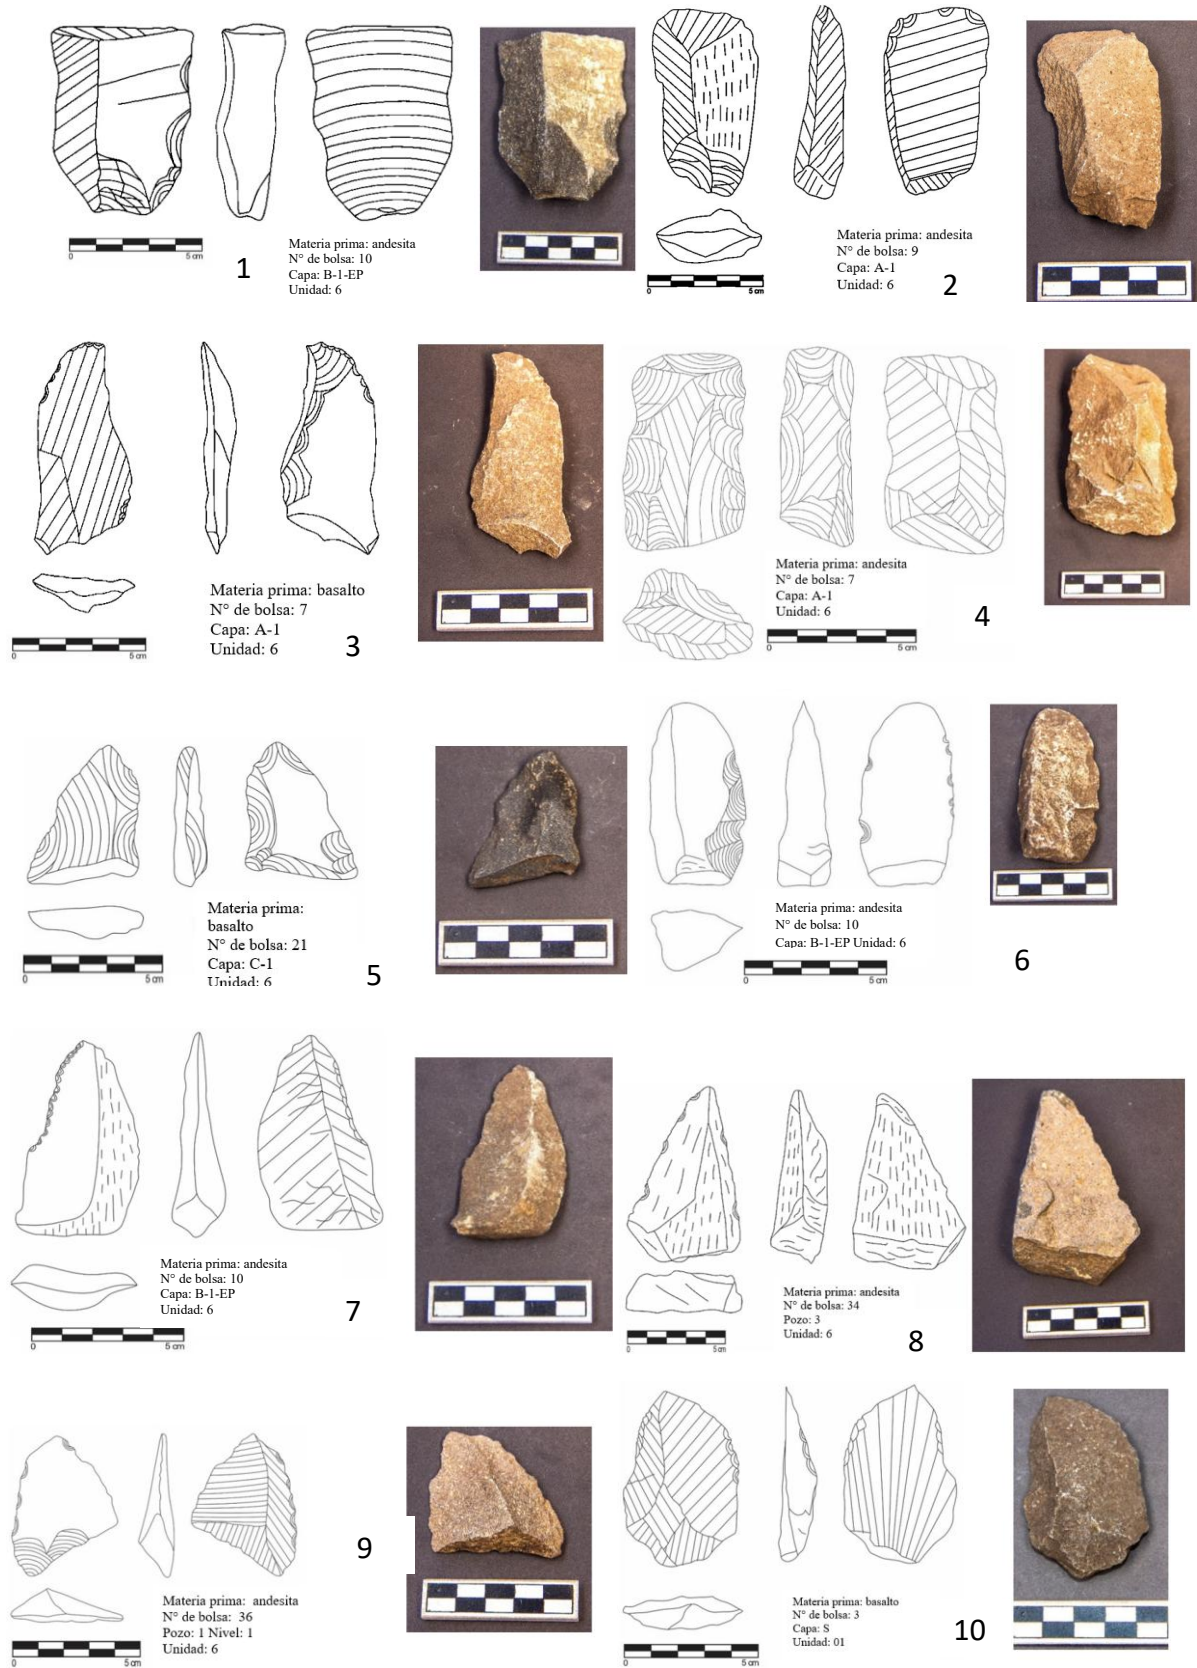 0
5 cm
1
Materia prima: andesita
N° de bolsa: 10
Capa: B-1-EP
Unidad: 6
0
5 cm
Materia prima: andesita
N° de bolsa: 9
Capa: A-1
Unidad: 6
2
0
5 cm
Materia prima: basalto
N° de bolsa: 7
Capa: A-1
Unidad: 6
3
Materia prima: andesita
N° de bolsa: 7
Capa: A-1
Unidad: 6
0
5 cm
4
0
5 cm
Materia prima:
basalto
N° de bolsa: 21
Capa: C-1
Unidad: 6
5
Materia prima: andesita
N° de bolsa: 10
Capa: B-1-EP Unidad: 6
0
5 cm
6
Materia prima: andesita
N° de bolsa: 10
Capa: B-1-EP
Unidad: 6
0
5 cm
7
Materia prima: andesita
N° de bolsa: 34
Pozo: 3
Unidad: 6
0
5 cm
8
Materia prima: andesita
N° de bolsa: 36
Pozo: 1 Nivel: 1
Unidad: 6
0
5 cm
9
Materia prima: basalto
N° de bolsa: 3
Capa: S
Unidad: 01
0
5 cm
10